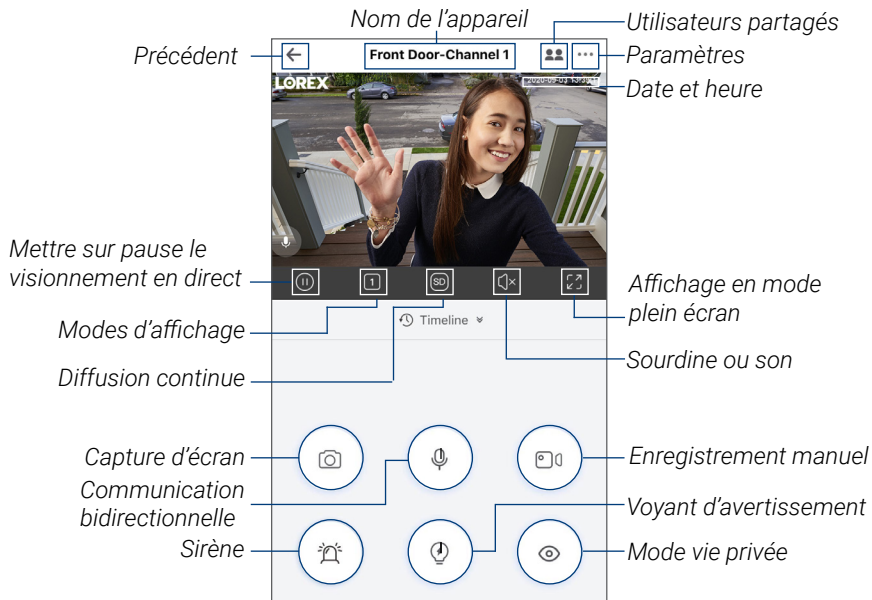 Nom de l'appareil
Utilisateurs partagés
Précédent
Front Door-Channel 1
Paramètres
LOREX
Date et heure
Mettre sur pause le
visionnement en direct
1
SD
Affichage en mode
plein écran
Modes d'affichage
Timeline
Sourdine ou son
Diffusion continue
Capture d'écran
Enregistrement manuel
Communication
bidirectionnelle
Voyant d'avertissement
Sirène
Mode vie privée